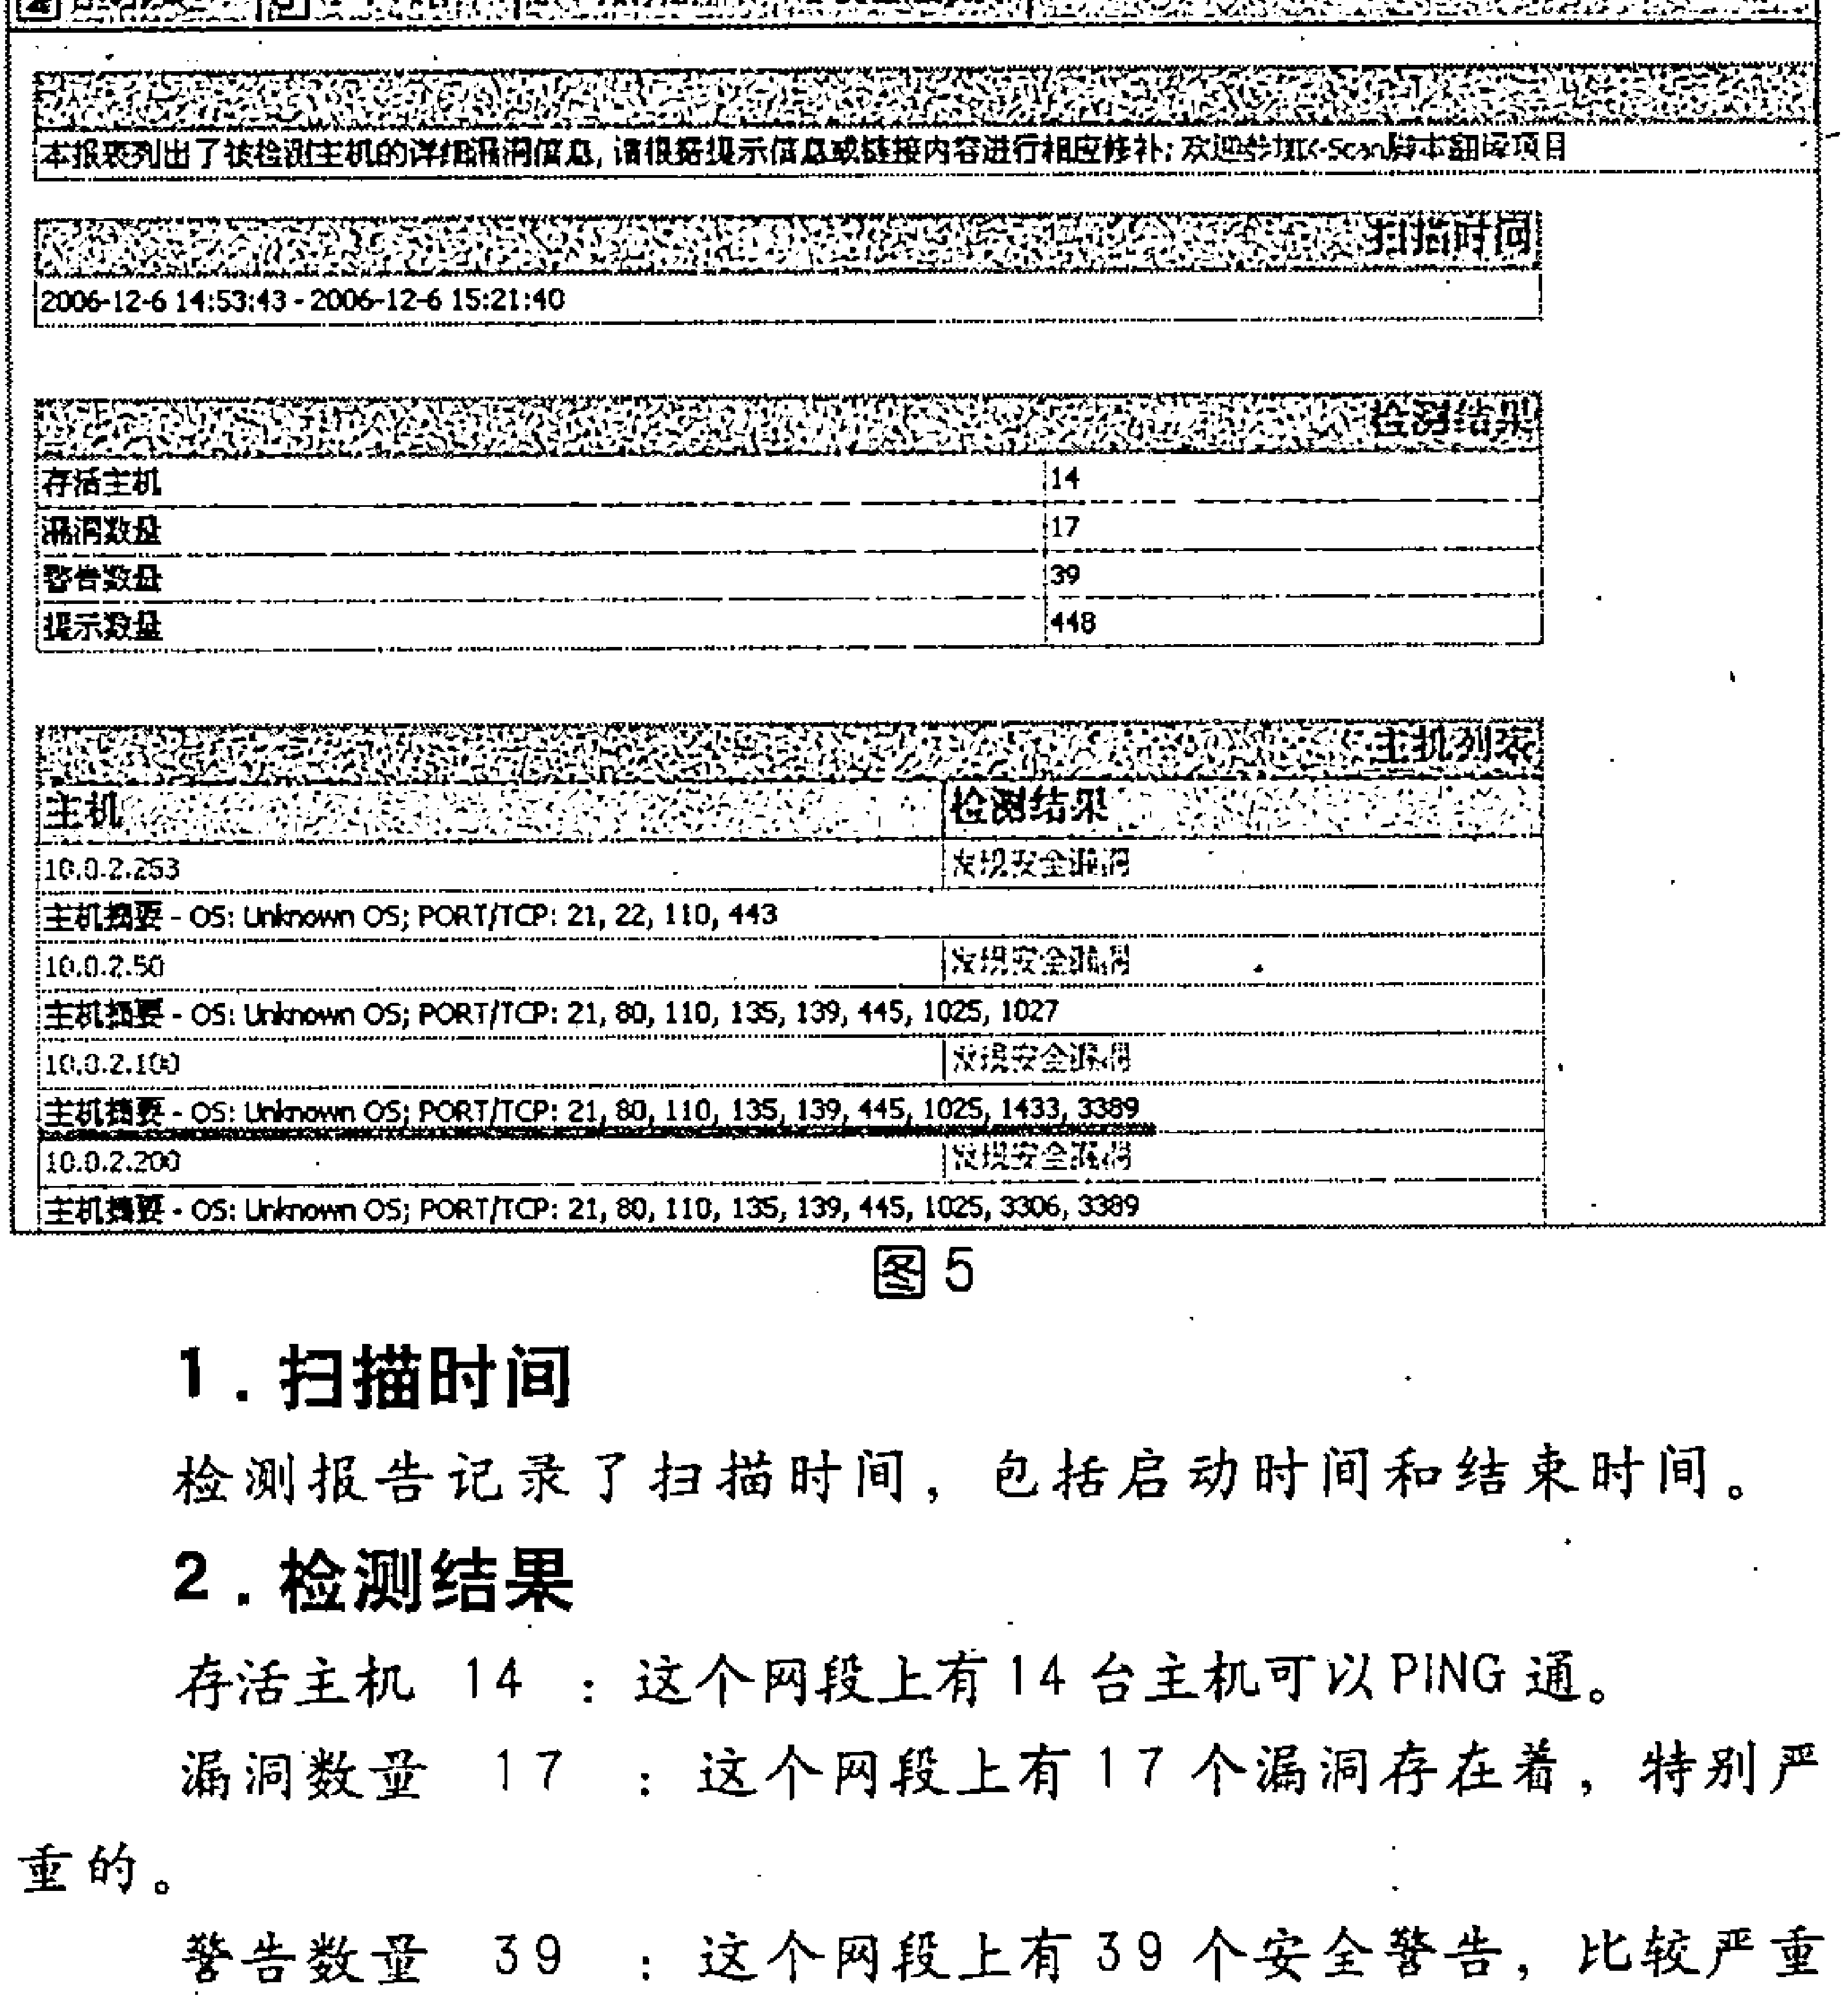 本报表列出了被检测主机的详细漏洞信息, 请根据提示信息或链接内容进行相应修补; 欢迎参加X-Scan脚本翻译项目
扫描时间
2006-12-6 14:53:43 - 2006-12-6 15:21:40
检测结果
存活主机 14
漏洞数量 17
警告数量 39
提示数量 448
主机列表
主机 检测结果
10.0.2.253 发现安全漏洞
主机摘要 - OS: Unknown OS; PORT/TCP: 21, 22, 110, 443
10.0.2.50 发现安全漏洞
主机摘要 - OS: Unknown OS; PORT/TCP: 21, 80, 110, 135, 139, 445, 1025, 1027
10.0.2.100 发现安全漏洞
主机摘要 - OS: Unknown OS; PORT/TCP: 21, 80, 110, 135, 139, 445, 1025, 1433, 3389
10.0.2.200 发现安全漏洞
主机摘要 - OS: Unknown OS; PORT/TCP: 21, 80, 110, 135, 139, 445, 1025, 3306, 3389
图5
1.扫描时间
检测报告记录了扫描时间，包括启动时间和结束时间。
2.检测结果
存活主机 14 ：这个网段上有14台主机可以PING通。
漏洞数量 17 ：这个网段上有17个漏洞存在着，特别严
重的。
警告数量 39 ：这个网段上有39个安全警告，比较严重